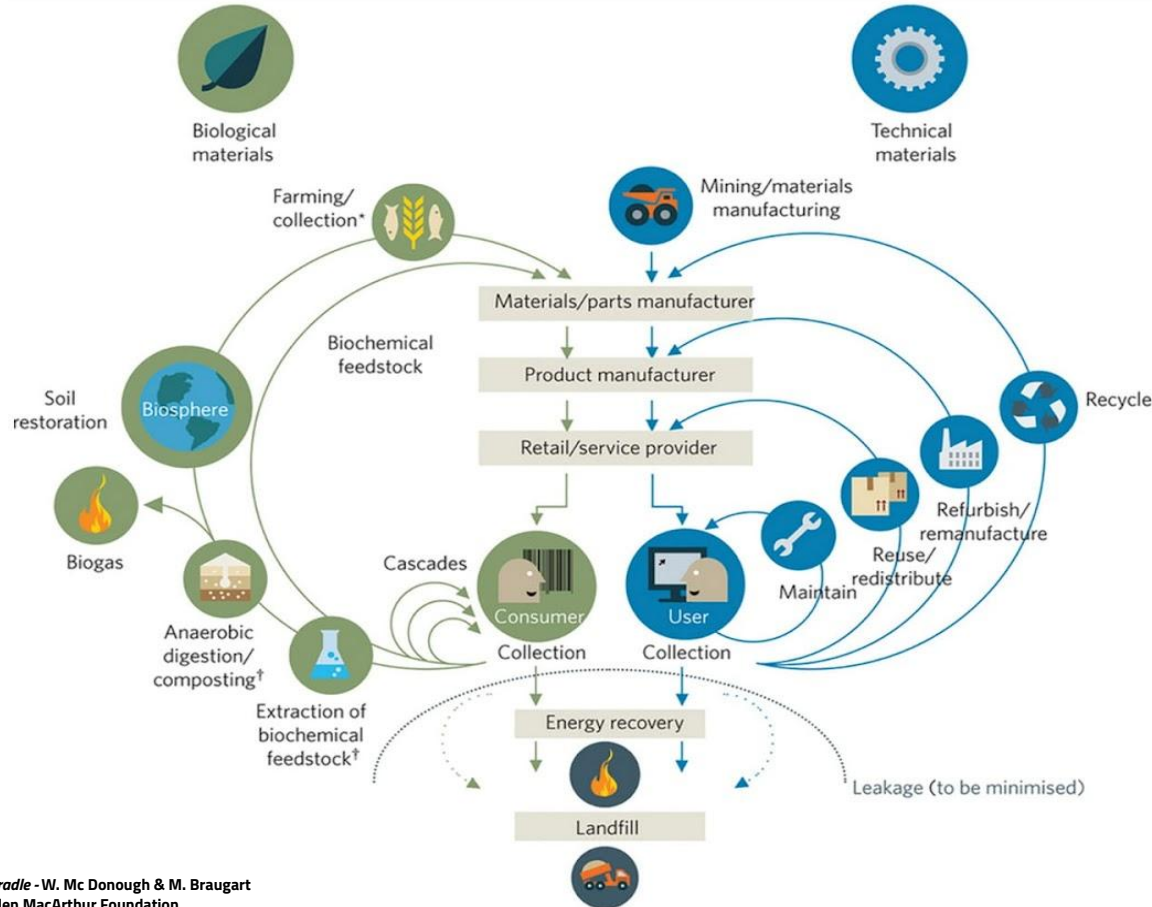 Biological
materials
Technical
materials
Farming/
collection*
Mining/materials
manufacturing
Materials/parts manufacturer
Biochemical
feedstock
Product manufacturer
Soil
restoration
Biosphere
Recycle
Retail/service provider
Refurbish/
remanufacture
Biogas
Cascades
Reuse/
redistribute
Maintain
Consumer
User
Anaerobic
digestion/
composting†
Collection
Collection
Extraction of
biochemical
feedstock†
Energy recovery
Leakage (to be minimised)
Landfill
- W. Mc Donough & M. Braugart
MacArthur Foundation